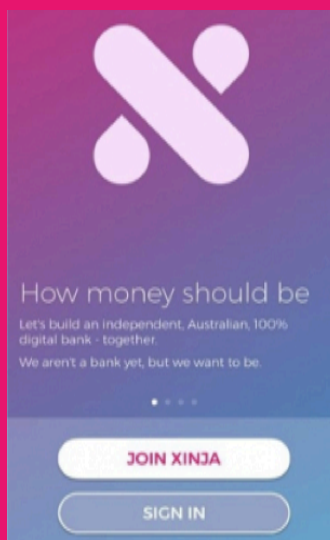 How money should be
Let's build an independent, Australian, 100%
digital bank - together.
We aren't a bank yet, but we want to be.
JOIN XINJA
SIGN IN